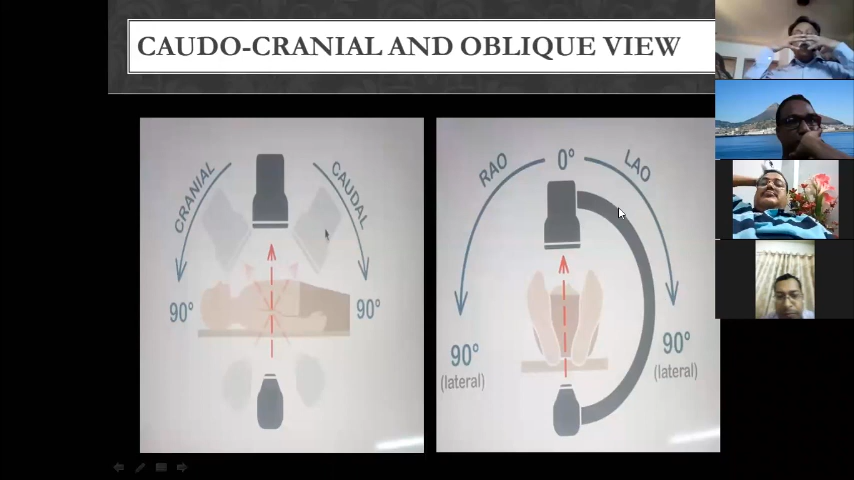 CAUDO-CRANIAL AND OBLIQUE VIEW
CRANIAL
CAUDAL
90°
90°
RAO
0°
LAO
90°
(lateral)
90°
(lateral)